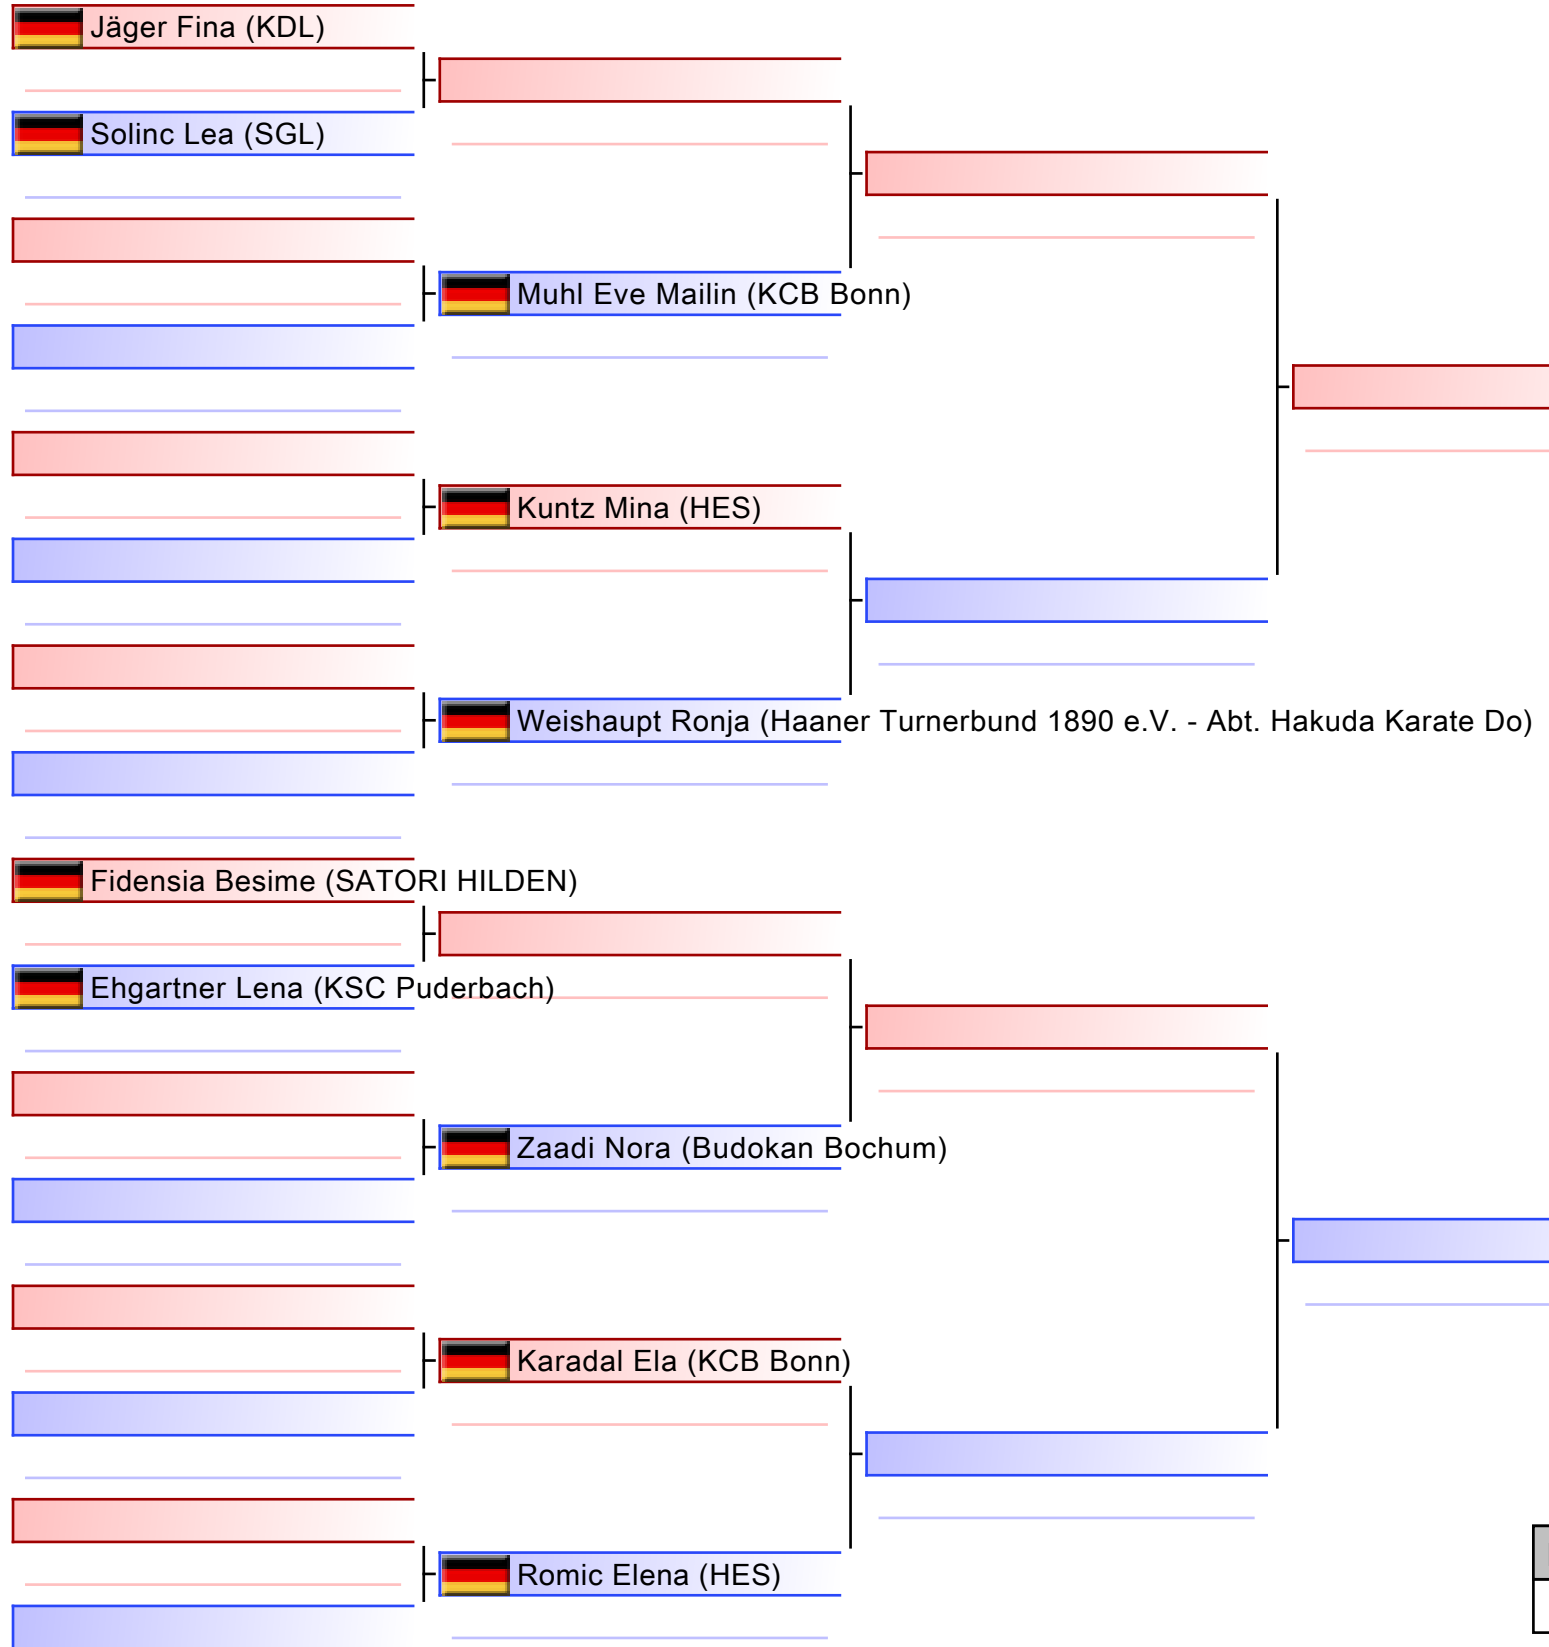 Jäger Fina (KDL)
Solinc Lea (SGL)
Muhl Eve Mailin (KCB Bonn)
Kuntz Mina (HES)
Weishaupt Ronja (Haaner Turnerbund 1890 e.V. - Abt. Hakuda Karate Do)
Fidensia Besime (SATORI HILDEN)
Ehgartner Lena (KSC Puderbach)
Zaadi Nora (Budokan Bochum)
Karadal Ela (KCB Bonn)
Romic Elena (HES)